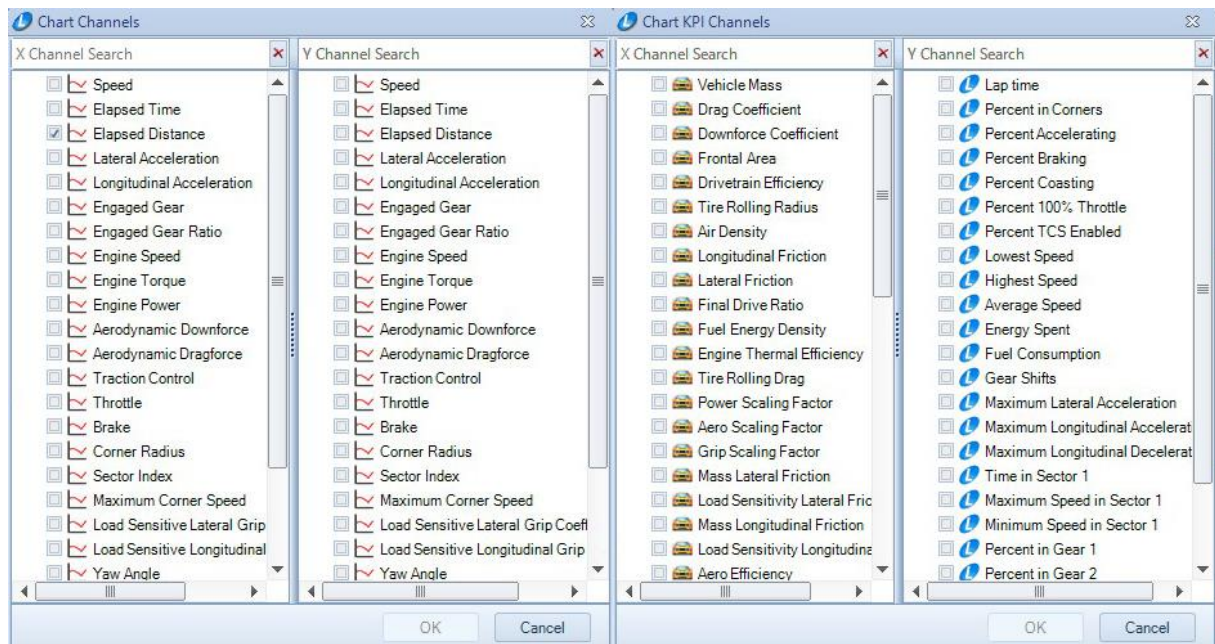 Chart Channels
X Channel Search
Speed
Elapsed Time
Elapsed Distance
Lateral Acceleration
Longitudinal Acceleration
Engaged Gear
Engaged Gear Ratio
Engine Speed
Engine Torque
Engine Power
Aerodynamic Downforce
Aerodynamic Dragforce
Traction Control
Throttle
Brake
Corner Radius
Sector Index
Maximum Corner Speed
Load Sensitive Lateral Grip
Load Sensitive Longitudinal
Yaw Angle
Y Channel Search
Speed
Elapsed Time
Elapsed Distance
Lateral Acceleration
Longitudinal Acceleration
Engaged Gear
Engaged Gear Ratio
Engine Speed
Engine Torque
Engine Power
Aerodynamic Downforce
Aerodynamic Dragforce
Traction Control
Throttle
Brake
Corner Radius
Sector Index
Maximum Corner Speed
Load Sensitive Lateral Grip Coeff
Load Sensitive Longitudinal Grip
Yaw Angle
OK
Cancel
Chart KPI Channels
X Channel Search
Vehicle Mass
Drag Coefficient
Downforce Coefficient
Frontal Area
Drivetrain Efficiency
Tire Rolling Radius
Air Density
Longitudinal Friction
Lateral Friction
Final Drive Ratio
Fuel Energy Density
Engine Thermal Efficiency
Tire Rolling Drag
Power Scaling Factor
Aero Scaling Factor
Grip Scaling Factor
Mass Lateral Friction
Load Sensitivity Lateral Fric
Mass Longitudinal Friction
Load Sensitivity Longitudina
Aero Efficiency
Y Channel Search
Lap time
Percent in Corners
Percent Accelerating
Percent Braking
Percent Coasting
Percent 100% Throttle
Percent TCS Enabled
Lowest Speed
Highest Speed
Average Speed
Energy Spent
Fuel Consumption
Gear Shifts
Maximum Lateral Acceleration
Maximum Longitudinal Accelerat
Maximum Longitudinal Decelerat
Time in Sector 1
Maximum Speed in Sector 1
Minimum Speed in Sector 1
Percent in Gear 1
Percent in Gear 2
OK
Cancel